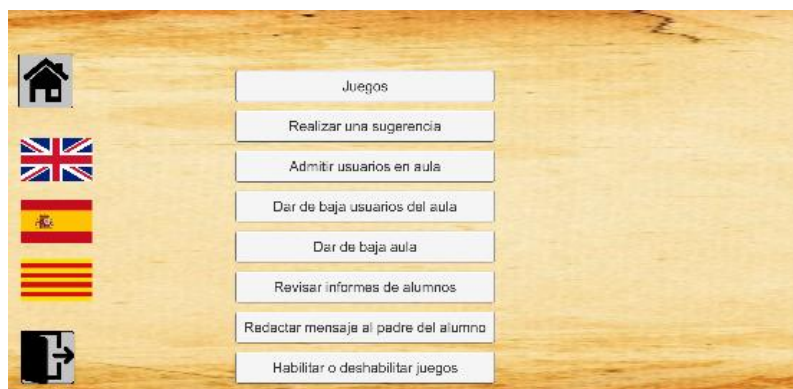 Juegos
Realizar una sugerencia
Admitir usuarios en aula
Dar de baja usuarios del aula
Dar de baja aula
Revisar informes de alumnos
Redactar mensaje al padre del alumno
Habilitar o deshabilitar juegos